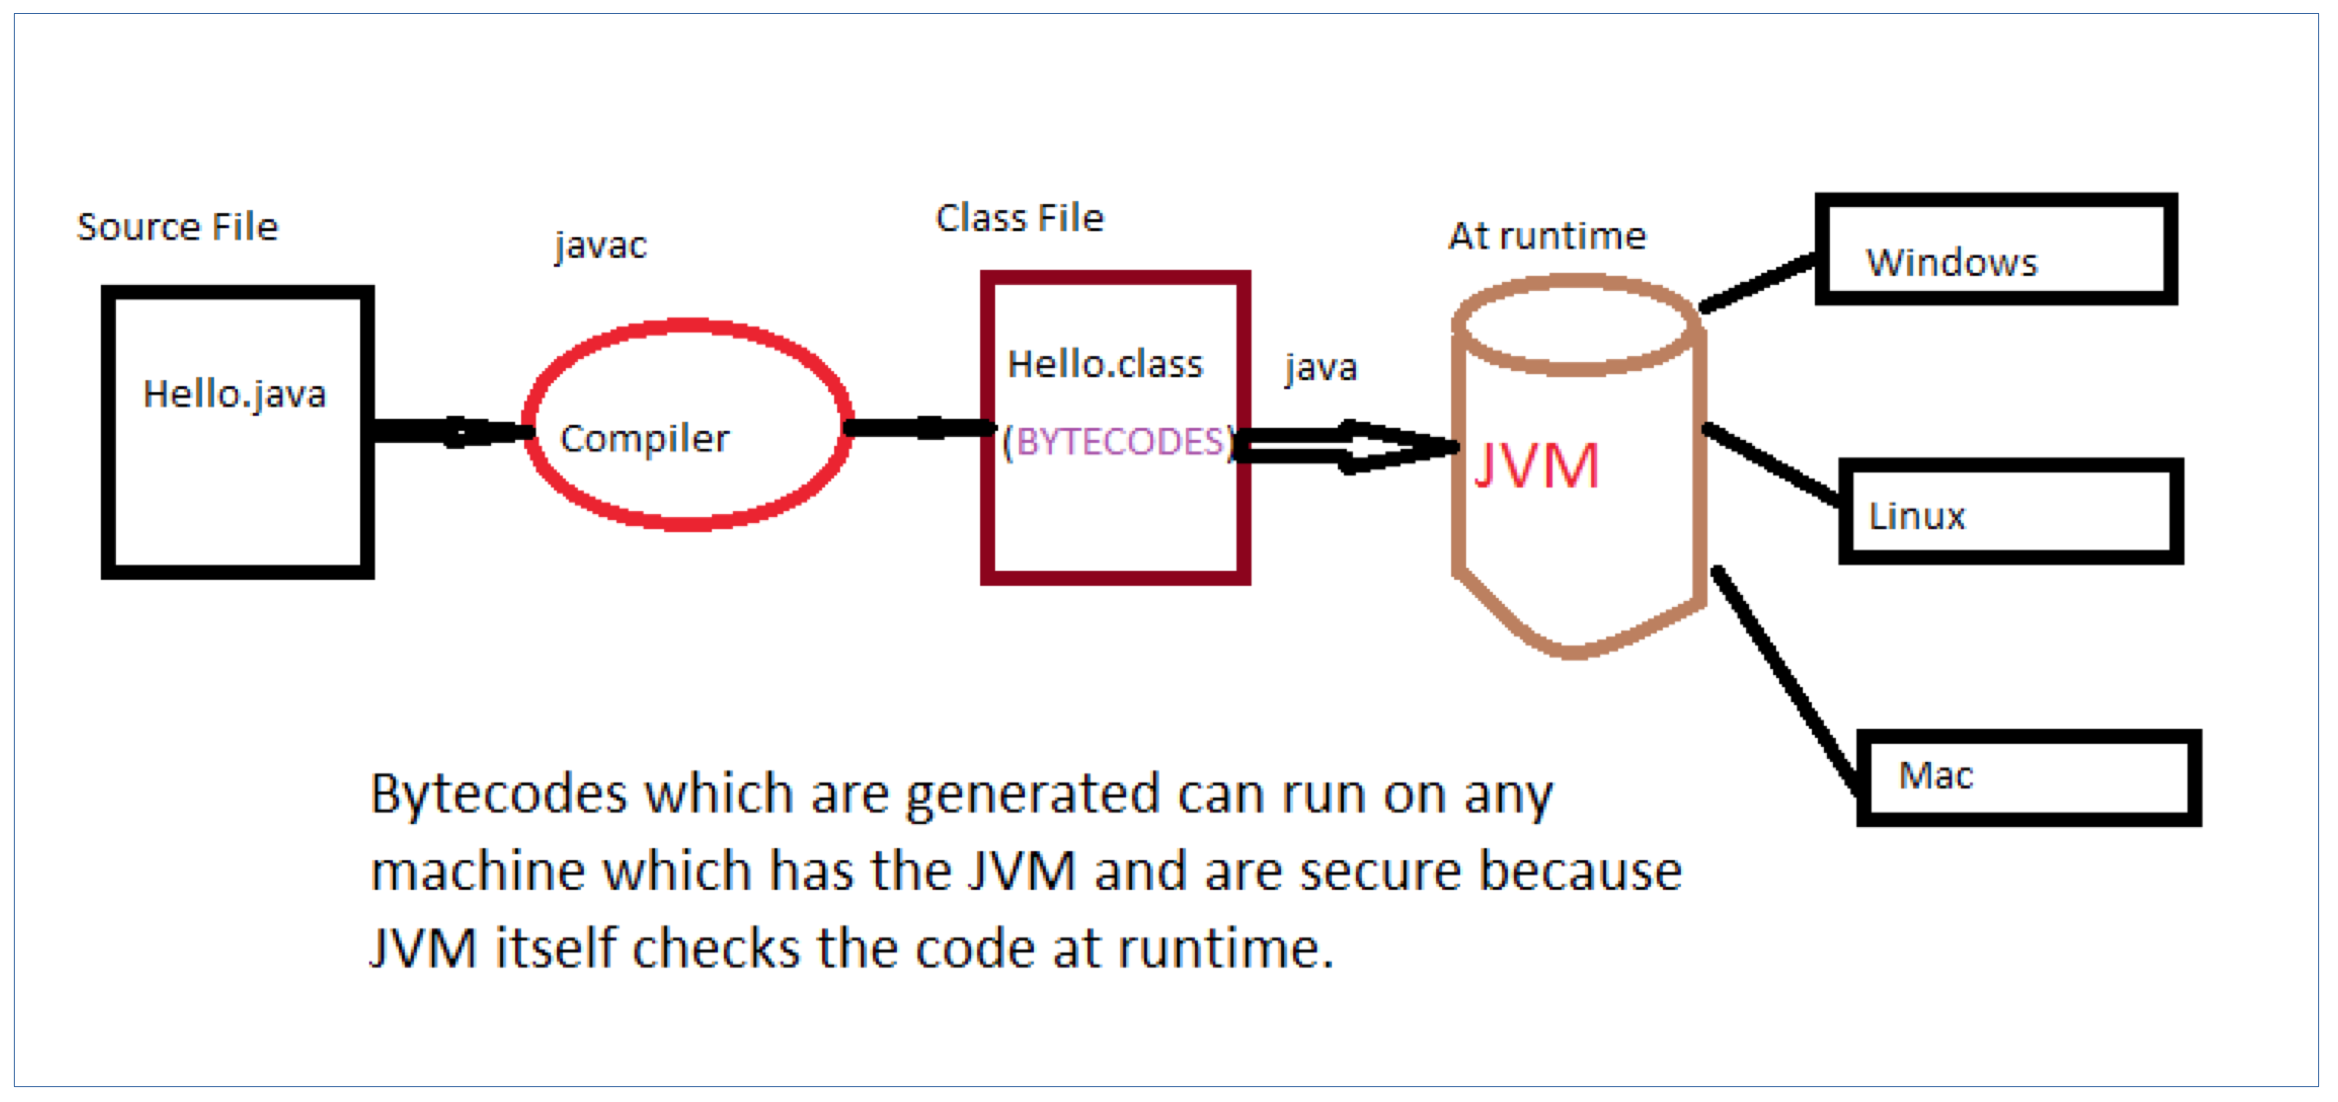 Source File
javac
Class File
At runtime
Hello.java
Compiler
Hello.class
(BYTECODES)
java
JVM
Windows
Linux
Mac
Bytecodes which are generated can run on any
machine which has the JVM and are secure because
JVM itself checks the code at runtime.